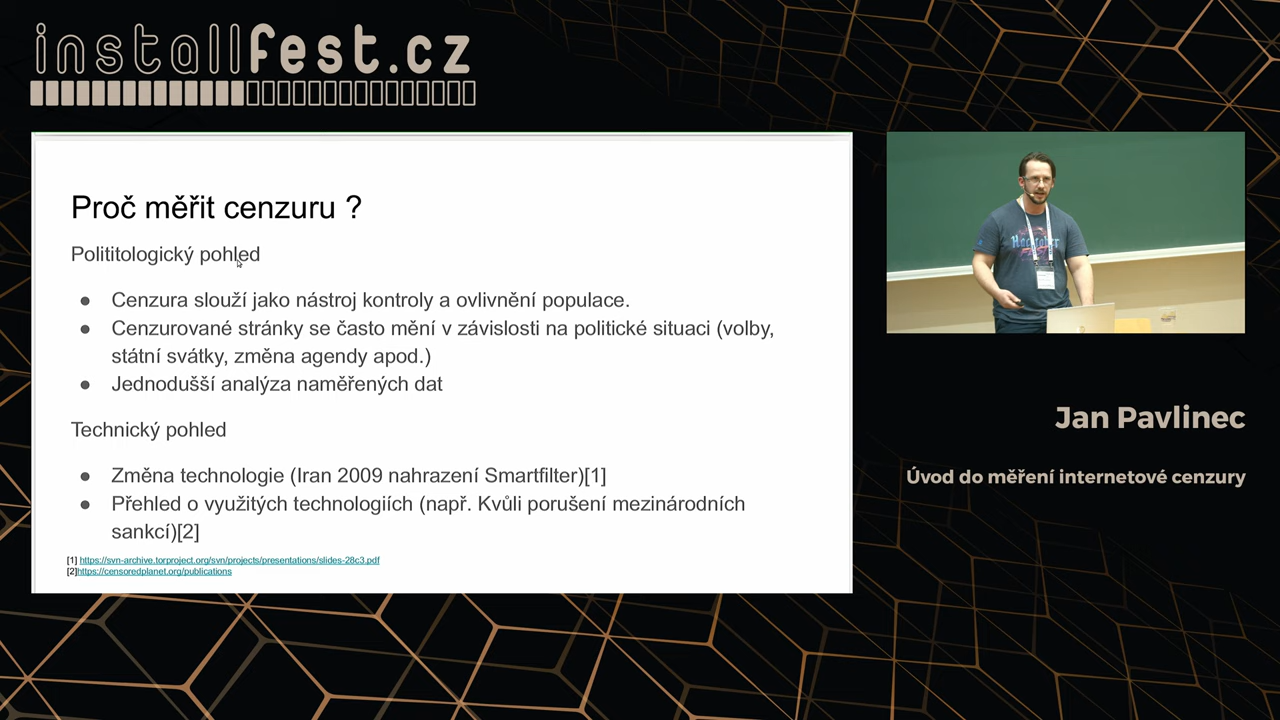 installfest.cz
Proč měřit cenzuru ?
Polititologický pohled
● Cenzura slouží jako nástroj kontroly a ovlivnění populace.
● Cenzurované stránky se často mění v závislosti na politické situaci (volby,
státní svátky, změna agendy apod.)
● Jednodušší analýza naměřených dat
Technický pohled
● Změna technologie (Iran 2009 nahrazení Smartfilter)[1]
● Přehled o využitých technologiích (např. Kvůli porušení mezinárodních
sankcí)[2]
[1] https://svn-archive.torproject.org/svn/projects/presentations/slides-28c3.pdf
[2]https://censoredplanet.org/publications
Jan Pavlinec
Úvod do měření internetové cenzury